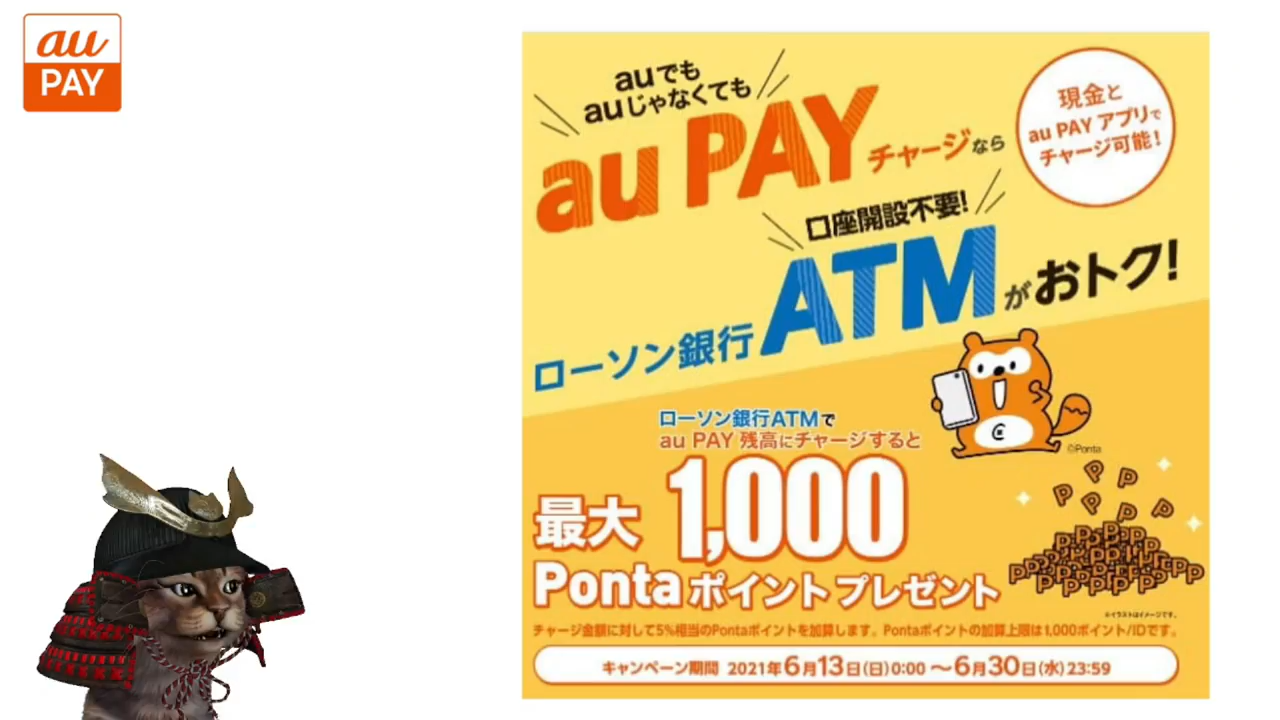 au
PAY
auでも
auじゃなくても
au PAY チャージなら
現金と
au PAY アプリで
チャージ可能！
口座開設不要！
ローソン銀行ATMがおトク！
ローソン銀行ATMで
au PAY 残高にチャージすると
©Ponta
最大1,000
Pontaポイントプレゼント
※イラストはイメージです。
チャージ金額に対して5％相当のPontaポイントを加算します。Pontaポイントの加算上限は1,000ポイント/IDです。
キャンペーン期間 2021年6月13日(日)0:00 〜6月30日(水)23:59